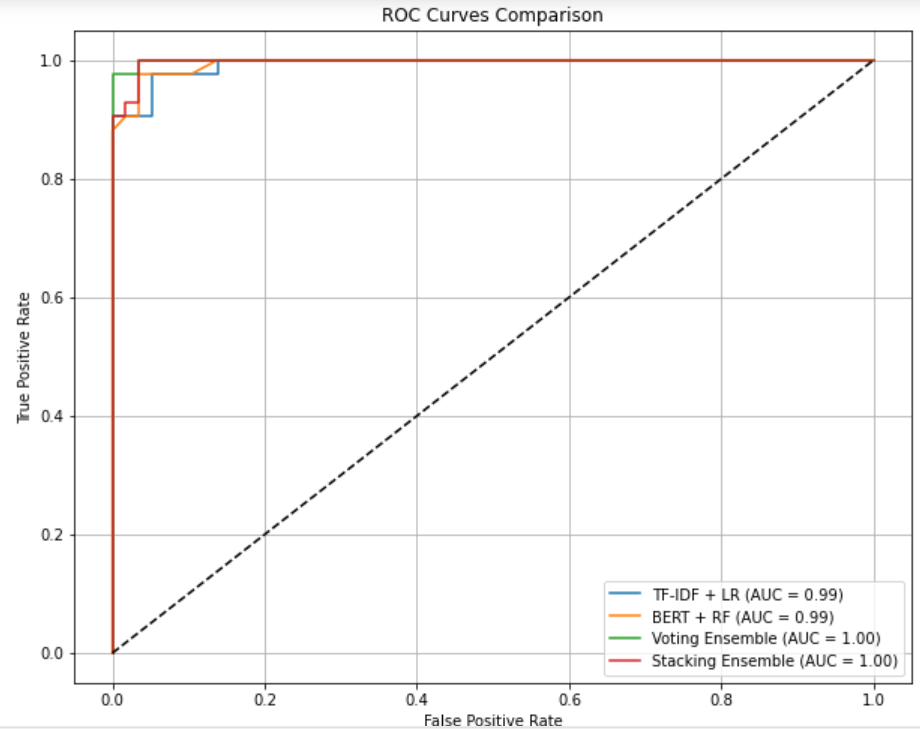 ROC Curves Comparison
1.0
0.8
0.6
0.4
0.2
0.0
True Positive Rate
TF-IDF + LR (AUC = 0.99)
BERT + RF (AUC = 0.99)
Voting Ensemble (AUC = 1.00)
Stacking Ensemble (AUC = 1.00)
0.0 0.2 0.4 0.6 0.8 1.0
False Positive Rate